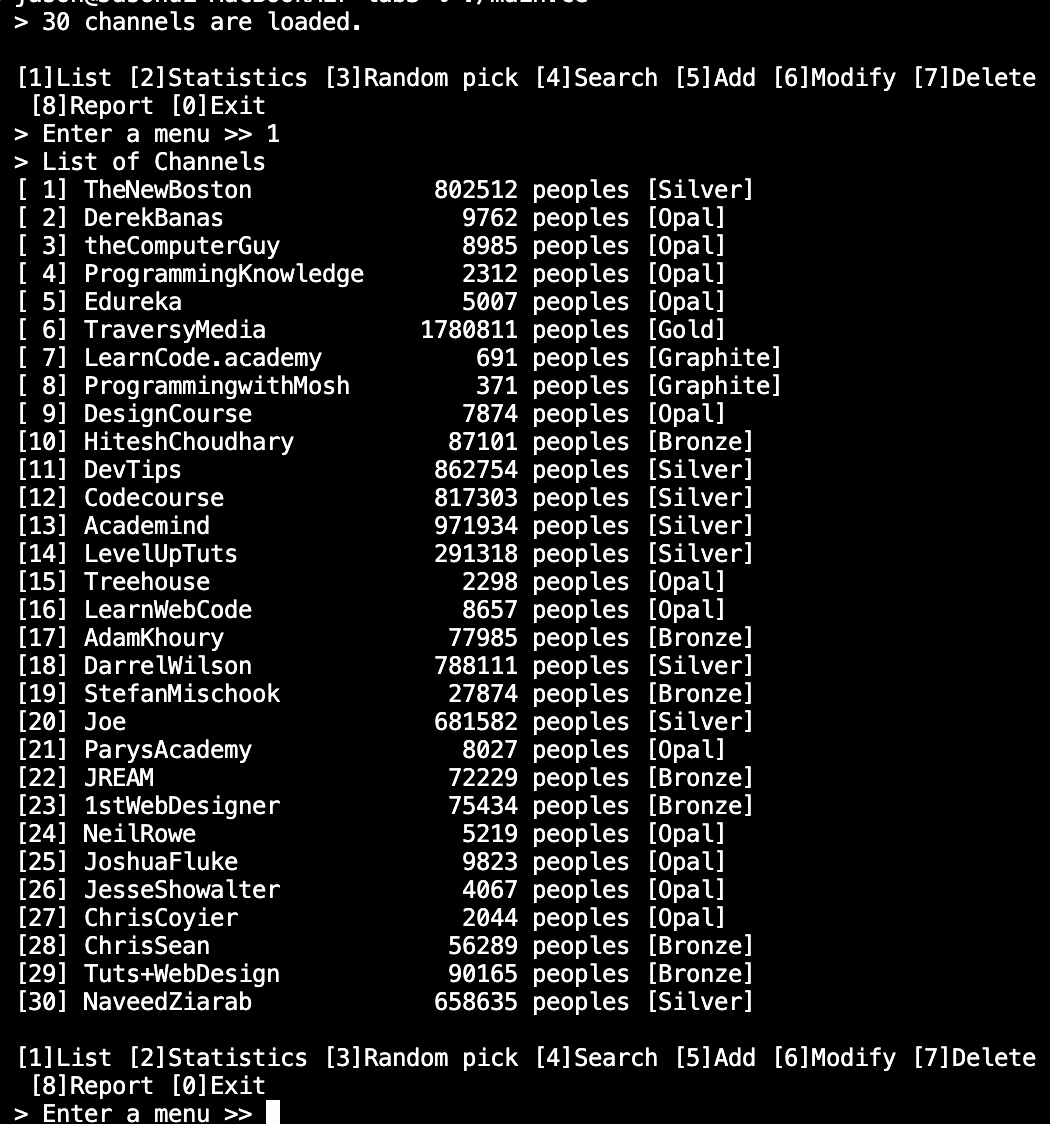 > 30 channels are loaded.
[1]List [2]Statistics [3]Random pick [4]Search [5]Add [6]Modify [7]Delete
[8]Report [0]Exit
> Enter a menu >> 1
> List of Channels
[ 1] TheNewBoston 802512 peoples [Silver]
[ 2] DerekBanas 9762 peoples [Opal]
[ 3] theComputerGuy 8985 peoples [Opal]
[ 4] ProgrammingKnowledge 2312 peoples [Opal]
[ 5] Edureka 5007 peoples [Opal]
[ 6] TraversyMedia 1780811 peoples [Gold]
[ 7] LearnCode.academy 691 peoples [Graphite]
[ 8] ProgrammingwithMosh 371 peoples [Graphite]
[ 9] DesignCourse 7874 peoples [Opal]
[10] HiteshChoudhary 87101 peoples [Bronze]
[11] DevTips 862754 peoples [Silver]
[12] Codecourse 817303 peoples [Silver]
[13] Academind 971934 peoples [Silver]
[14] LevelUpTuts 291318 peoples [Silver]
[15] Treehouse 2298 peoples [Opal]
[16] LearnWebCode 8657 peoples [Opal]
[17] AdamKhoury 77985 peoples [Bronze]
[18] DarrelWilson 788111 peoples [Silver]
[19] StefanMischook 27874 peoples [Bronze]
[20] Joe 681582 peoples [Silver]
[21] ParysAcademy 8027 peoples [Opal]
[22] JREAM 72229 peoples [Bronze]
[23] 1stWebDesigner 75434 peoples [Bronze]
[24] NeilRowe 5219 peoples [Opal]
[25] JoshuaFluke 9823 peoples [Opal]
[26] JesseShowalter 4067 peoples [Opal]
[27] ChrisCoyier 2044 peoples [Opal]
[28] ChrisSean 56289 peoples [Bronze]
[29] Tuts+WebDesign 90165 peoples [Bronze]
[30] NaveedZiarab 658635 peoples [Silver]
[1]List [2]Statistics [3]Random pick [4]Search [5]Add [6]Modify [7]Delete
[8]Report [0]Exit
> Enter a menu >>